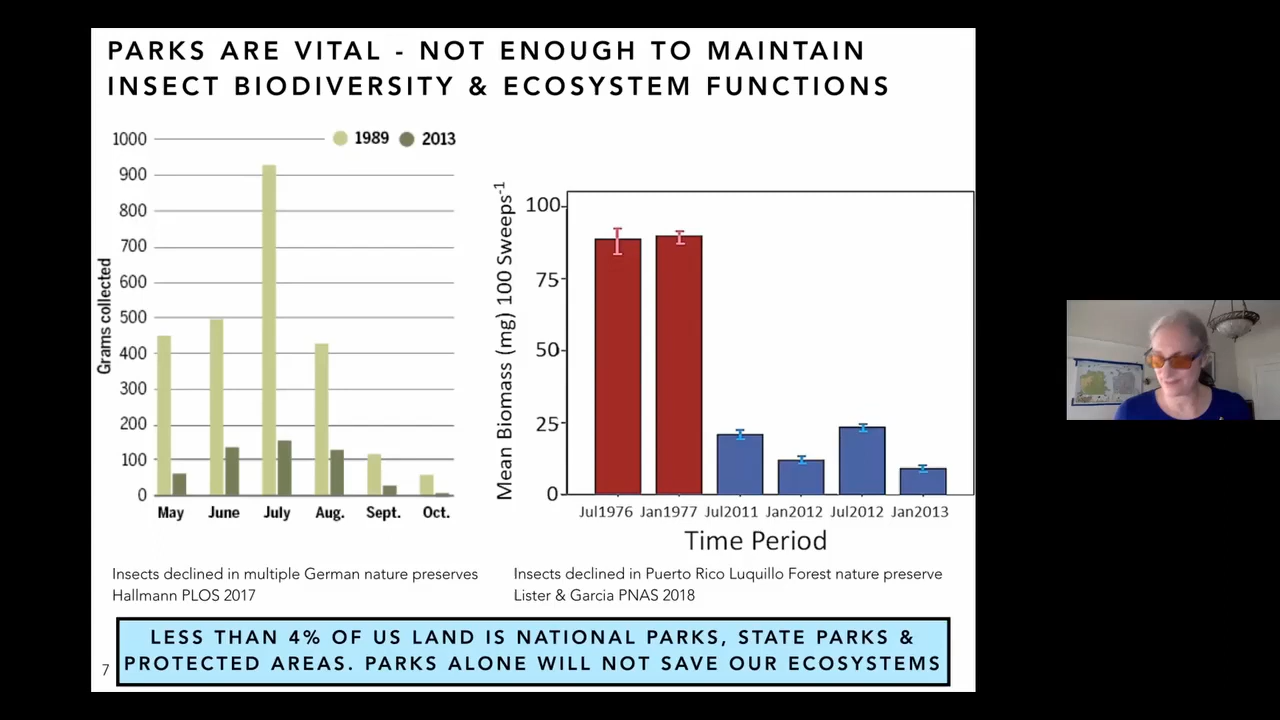 PARKS ARE VITAL - NOT ENOUGH TO MAINTAIN
INSECT BIODIVERSITY & ECOSYSTEM FUNCTIONS
1989 2013
Grams collected
1000
900
800
700
600
500
400
300
200
100
0
May June July Aug. Sept. Oct.
Insects declined in multiple German nature preserves
Hallmann PLOS 2017
Mean Biomass (mg) 100 Sweeps-1
100
75
50
25
0
Jul1976 Jan1977 Jul2011 Jan2012 Jul2012 Jan2013
Time Period
Insects declined in Puerto Rico Luquillo Forest nature preserve
Lister & Garcia PNAS 2018
LESS THAN 4% OF US LAND IS NATIONAL PARKS, STATE PARKS &
PROTECTED AREAS. PARKS ALONE WILL NOT SAVE OUR ECOSYSTEMS
7